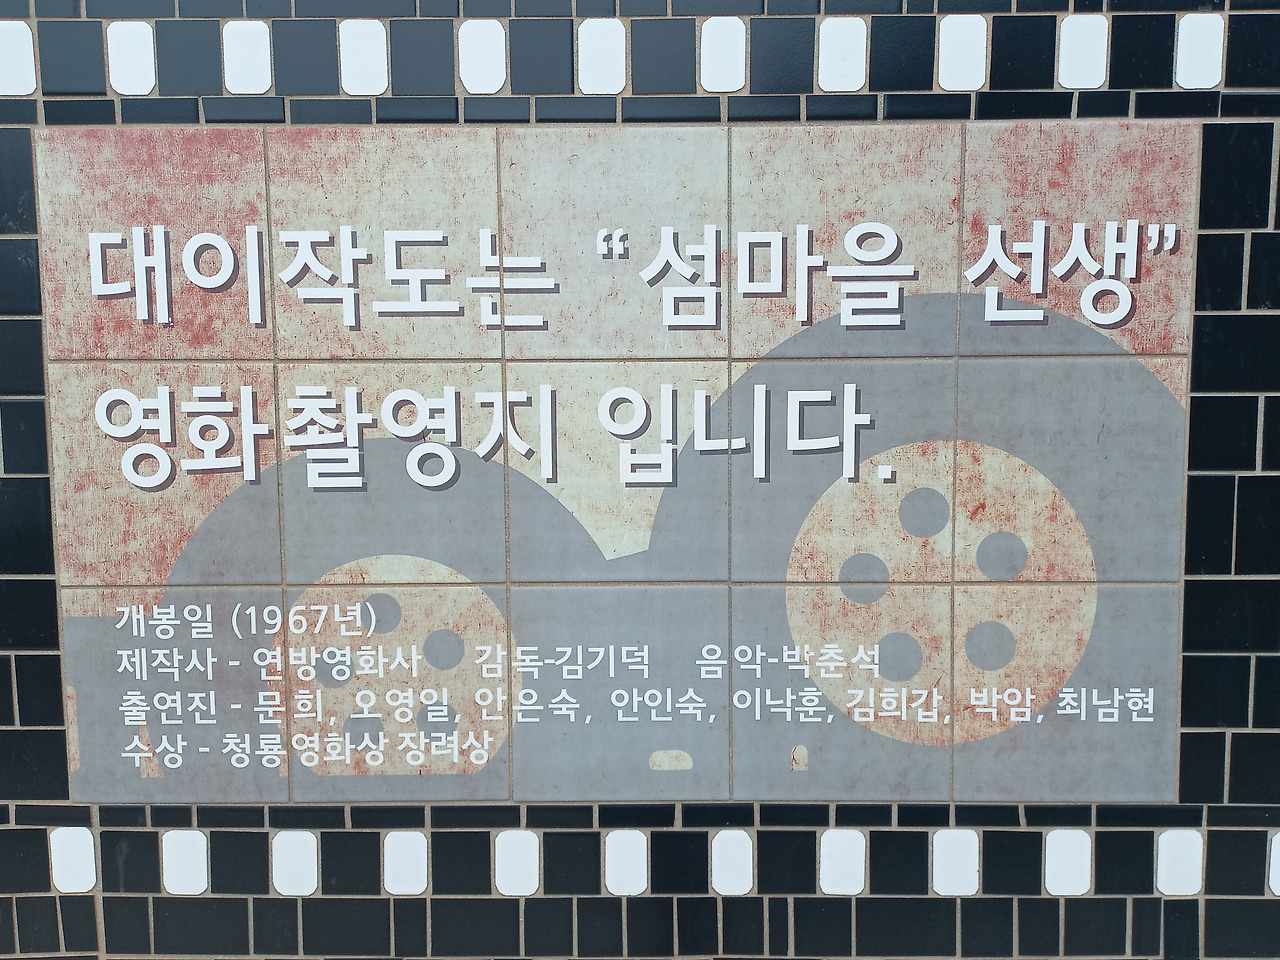 대이작도는 “섬마을 선생”
영화촬영지 입니다.
개봉일 (1967년)
제작사 - 연방영화사 감독-김기덕 음악-박춘석
출연진 - 문희, 오영일, 안은숙, 안인숙, 이낙훈, 김희갑, 박암, 최남현
수상 - 청룡영화상 장려상